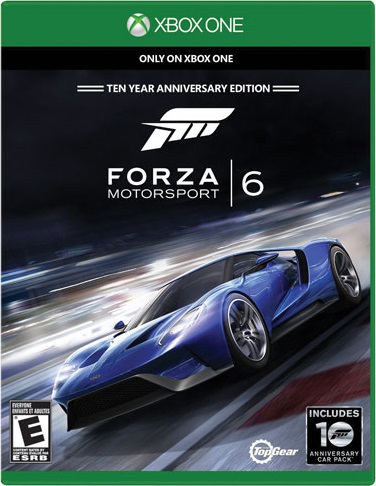 XBOX ONE
ONLY ON XBOX ONE
TEN YEAR ANNIVERSARY EDITION
FORZA
MOTORSPORT
6
EVERYONE
ENFANTS ET ADULTES
E
CONTENT RATED BY
ESRB
TopGear
INCLUDES
10
ANNIVERSARY
CAR PACK